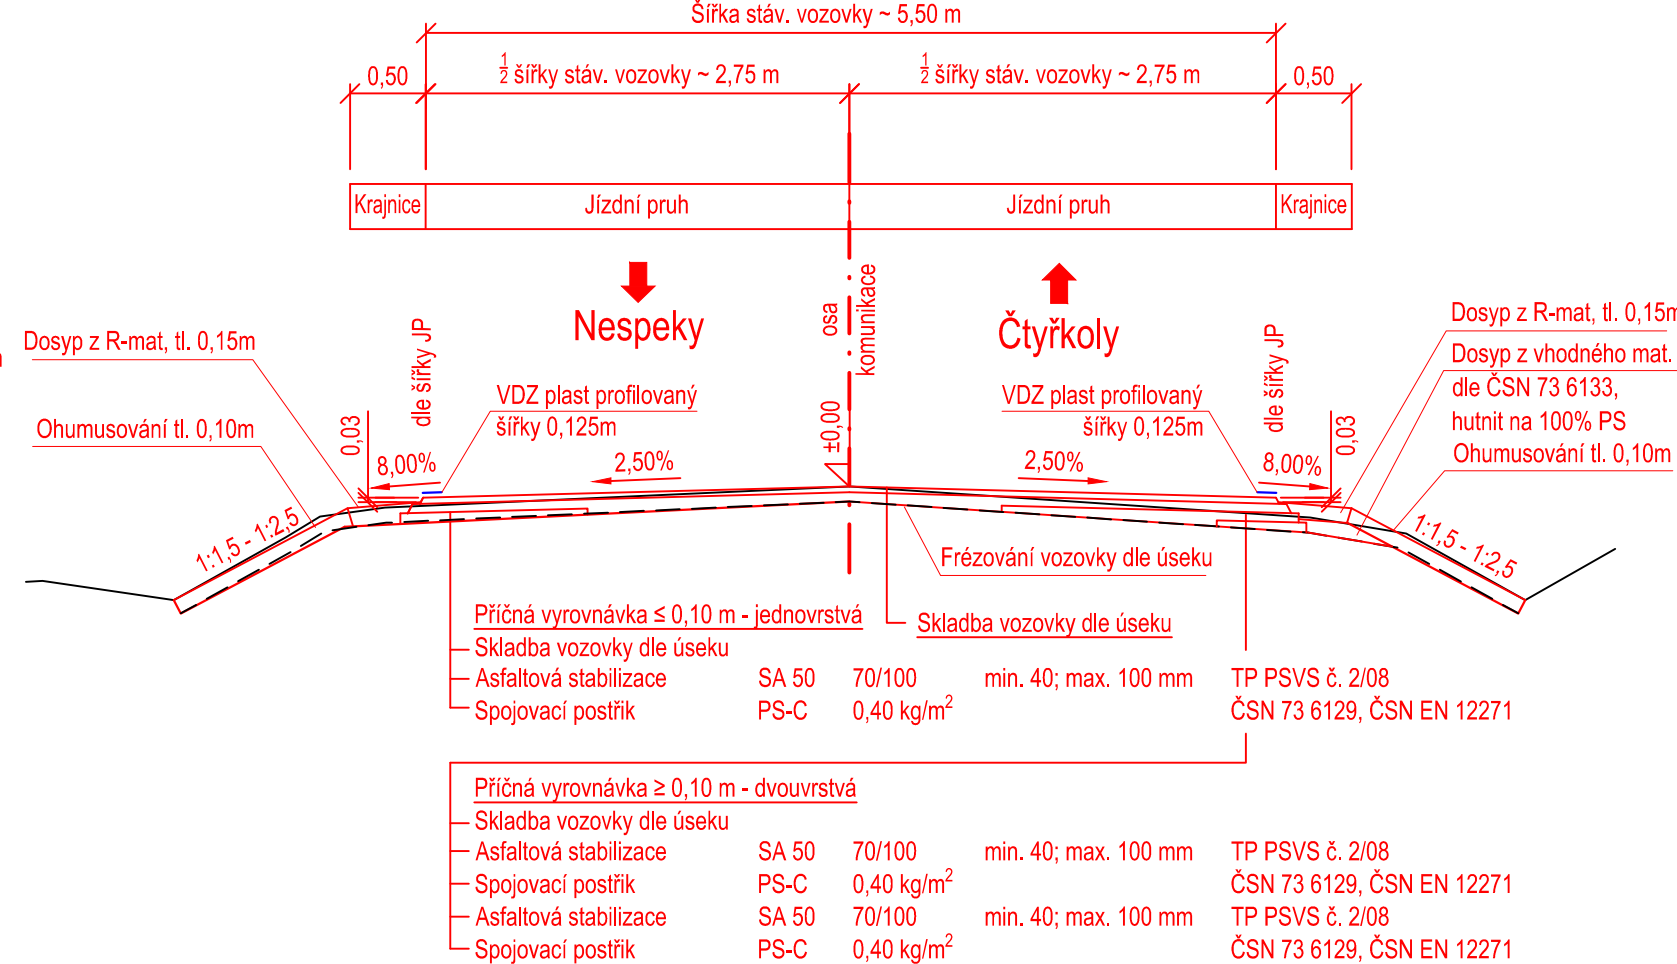 Šířka stáv. vozovky ~ 5,50 m
0,50
1/2 šířky stáv. vozovky ~ 2,75 m
1/2 šířky stáv. vozovky ~ 2,75 m
0,50
Krajnice
Jízdní pruh
Jízdní pruh
Krajnice
Nespeky
osa
komunikace
Čtyřkoly
Dosyp z R-mat, tl. 0,15m
Ohumusování tl. 0,10m
0,03
dle šířky JP
8,00%
VDZ plast profilovaný
šířky 0,125m
2,50%
±0,00
2,50%
VDZ plast profilovaný
šířky 0,125m
dle šířky JP
8,00%
0,03
Dosyp z R-mat, tl. 0,15m
Dosyp z vhodného mat.
dle ČSN 73 6133,
hutnit na 100% PS
Ohumusování tl. 0,10m
1:1,5 - 1:2,5
1:1,5 - 1:2,5
Frézování vozovky dle úseku
Skladba vozovky dle úseku
Příčná vyrovnávka ≤ 0,10 m - jednovrstvá
Skladba vozovky dle úseku
Asfaltová stabilizace SA 50 70/100 min. 40; max. 100 mm TP PSVS č. 2/08
Spojovací postřik PS-C 0,40 kg/m² ČSN 73 6129, ČSN EN 12271
Příčná vyrovnávka ≥ 0,10 m - dvouvrstvá
Skladba vozovky dle úseku
Asfaltová stabilizace SA 50 70/100 min. 40; max. 100 mm TP PSVS č. 2/08
Spojovací postřik PS-C 0,40 kg/m² ČSN 73 6129, ČSN EN 12271
Asfaltová stabilizace SA 50 70/100 min. 40; max. 100 mm TP PSVS č. 2/08
Spojovací postřik PS-C 0,40 kg/m² ČSN 73 6129, ČSN EN 12271